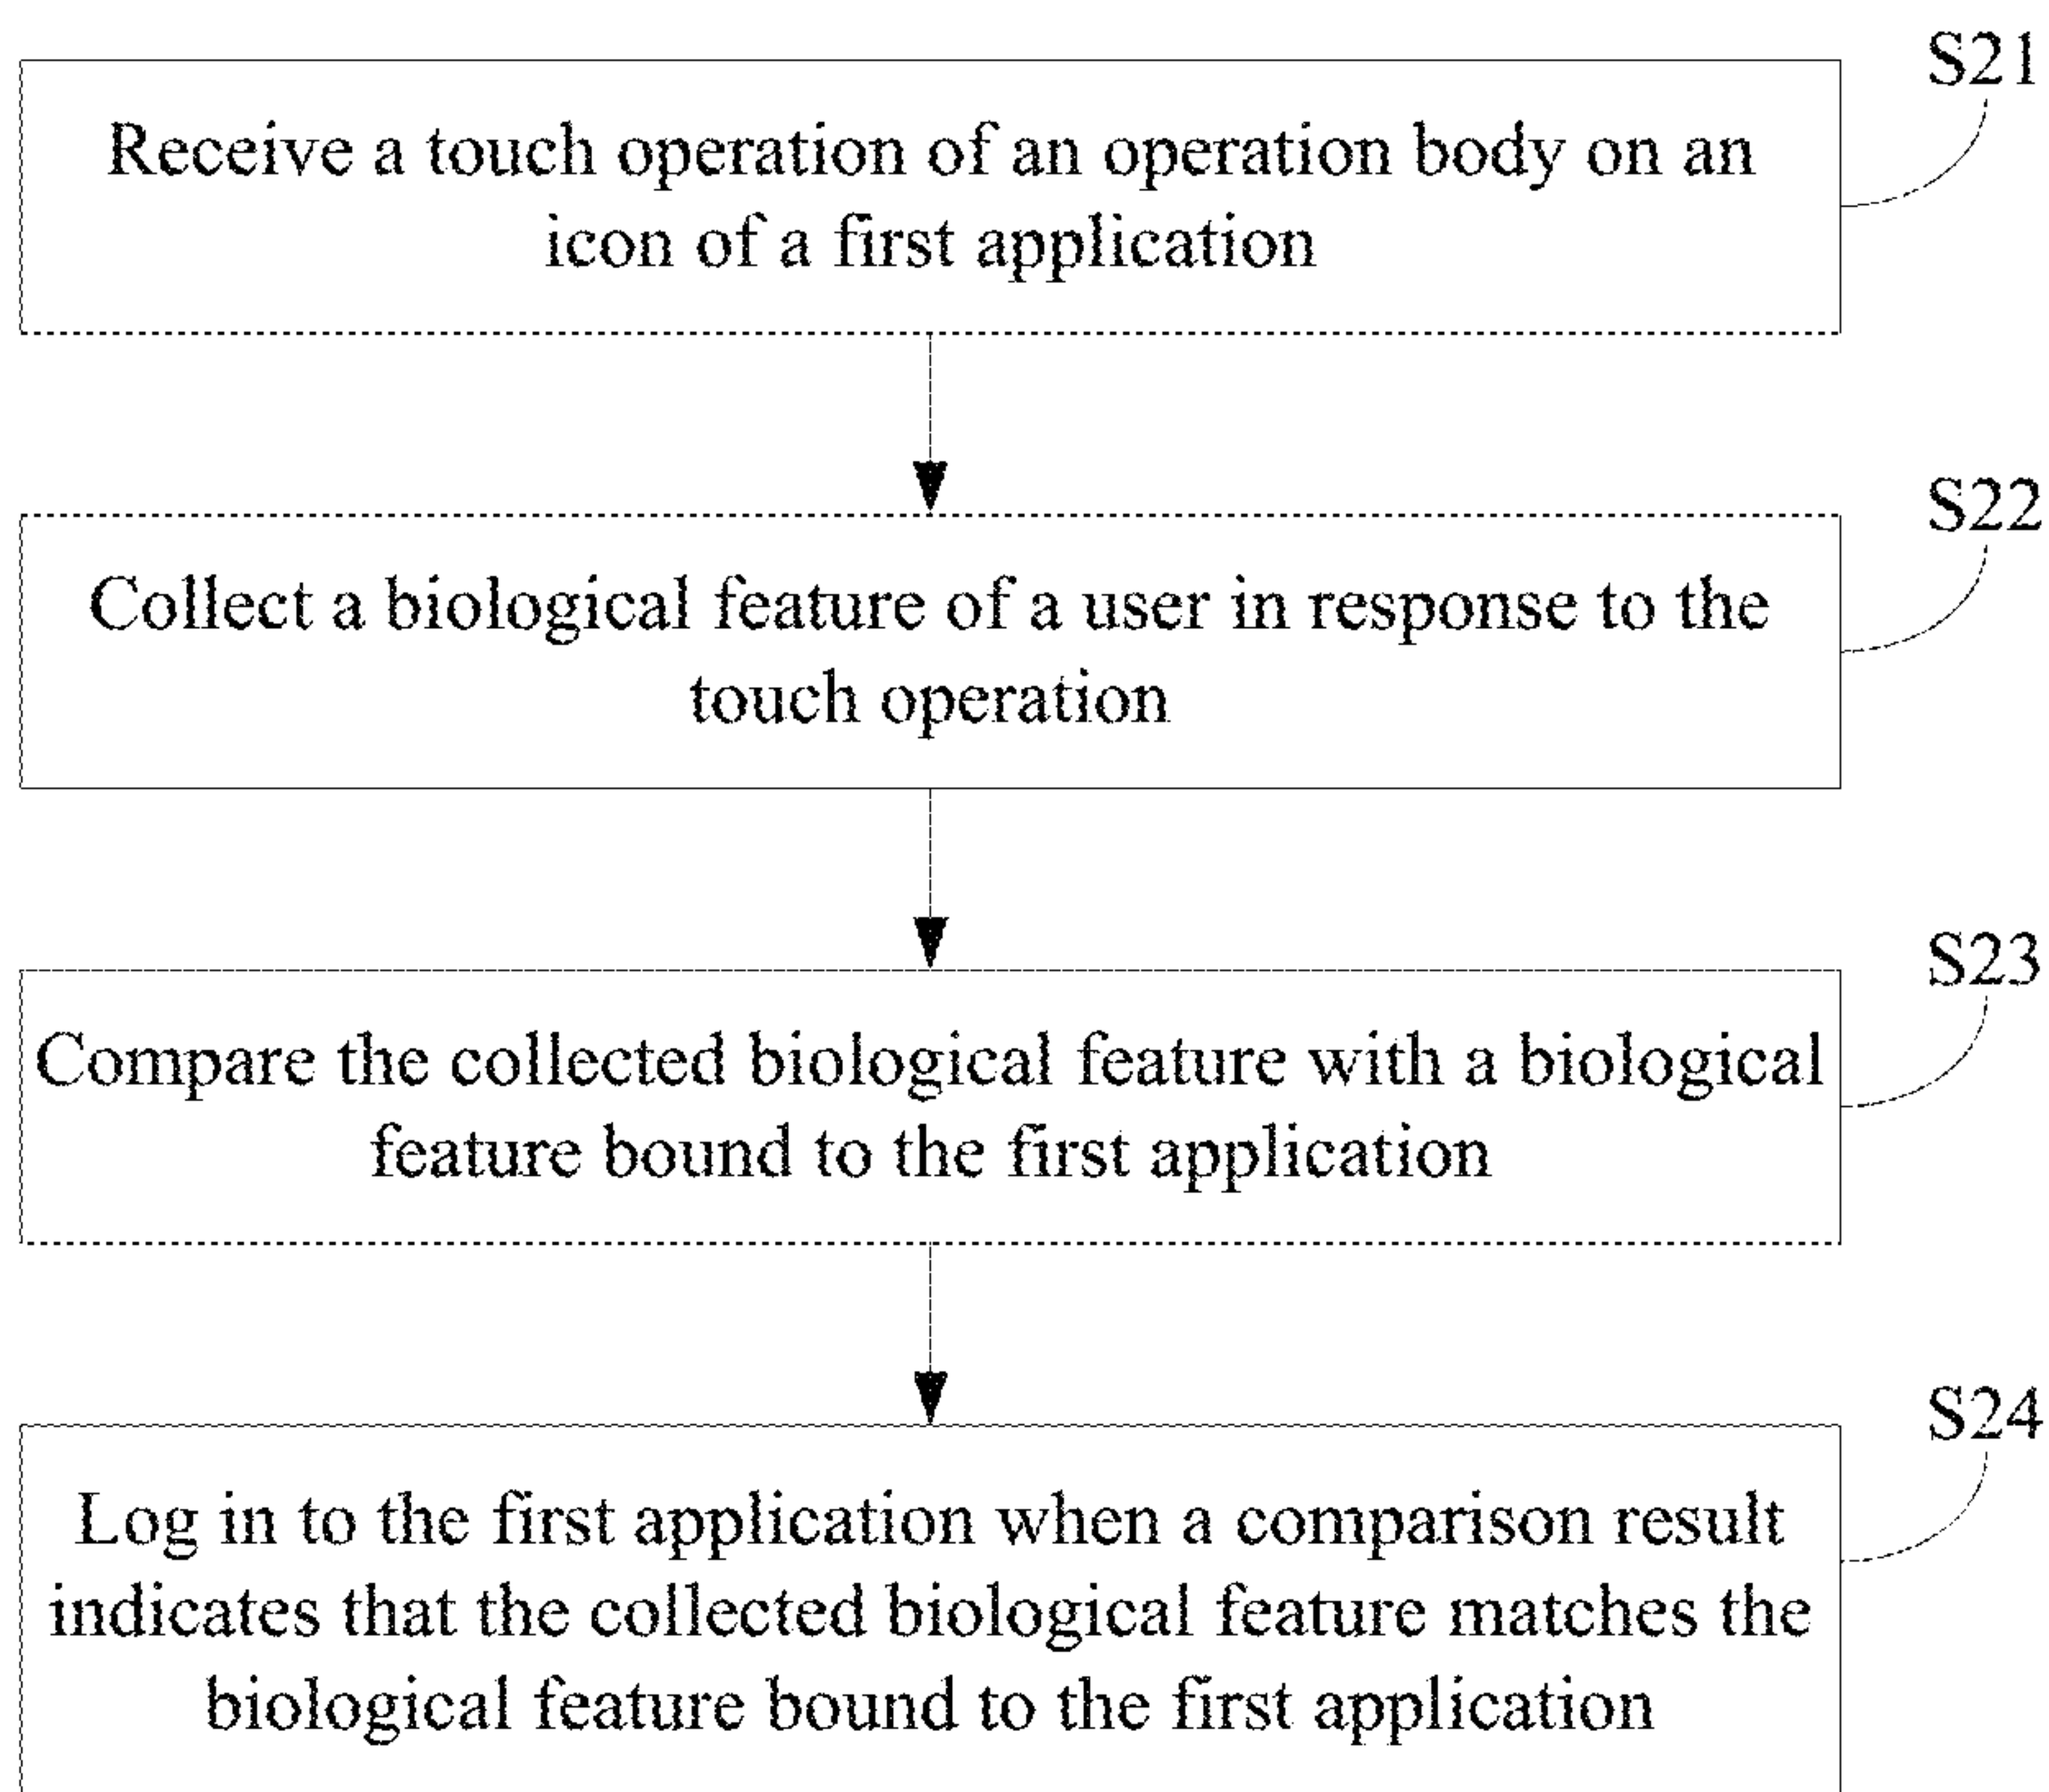 S21
Receive a touch operation of an operation body on an
icon of a first application
S22
Collect a biological feature of a user in response to the
touch operation
S23
Compare the collected biological feature with a biological
feature bound to the first application
S24
Log in to the first application when a comparison result
indicates that the collected biological feature matches the
biological feature bound to the first application